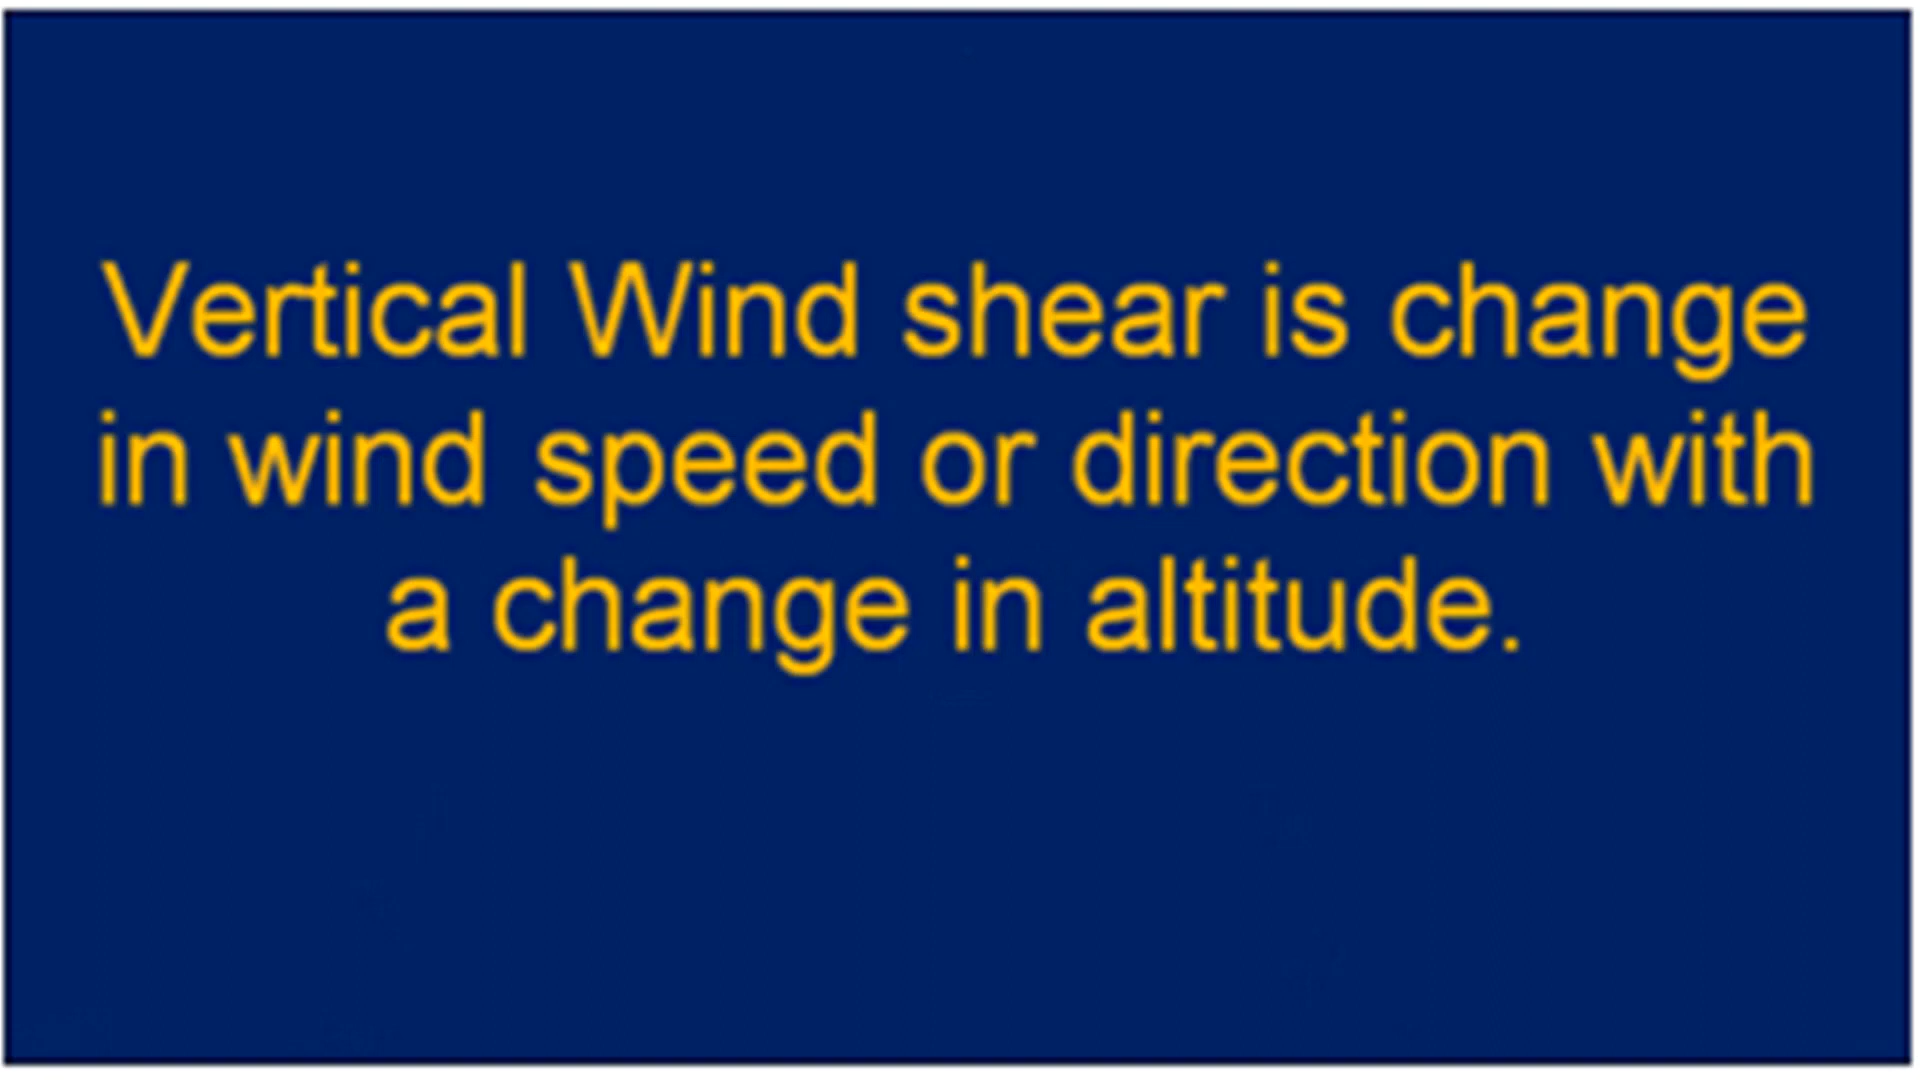 Vertical Wind shear is change
in wind speed or direction with
a change in altitude.